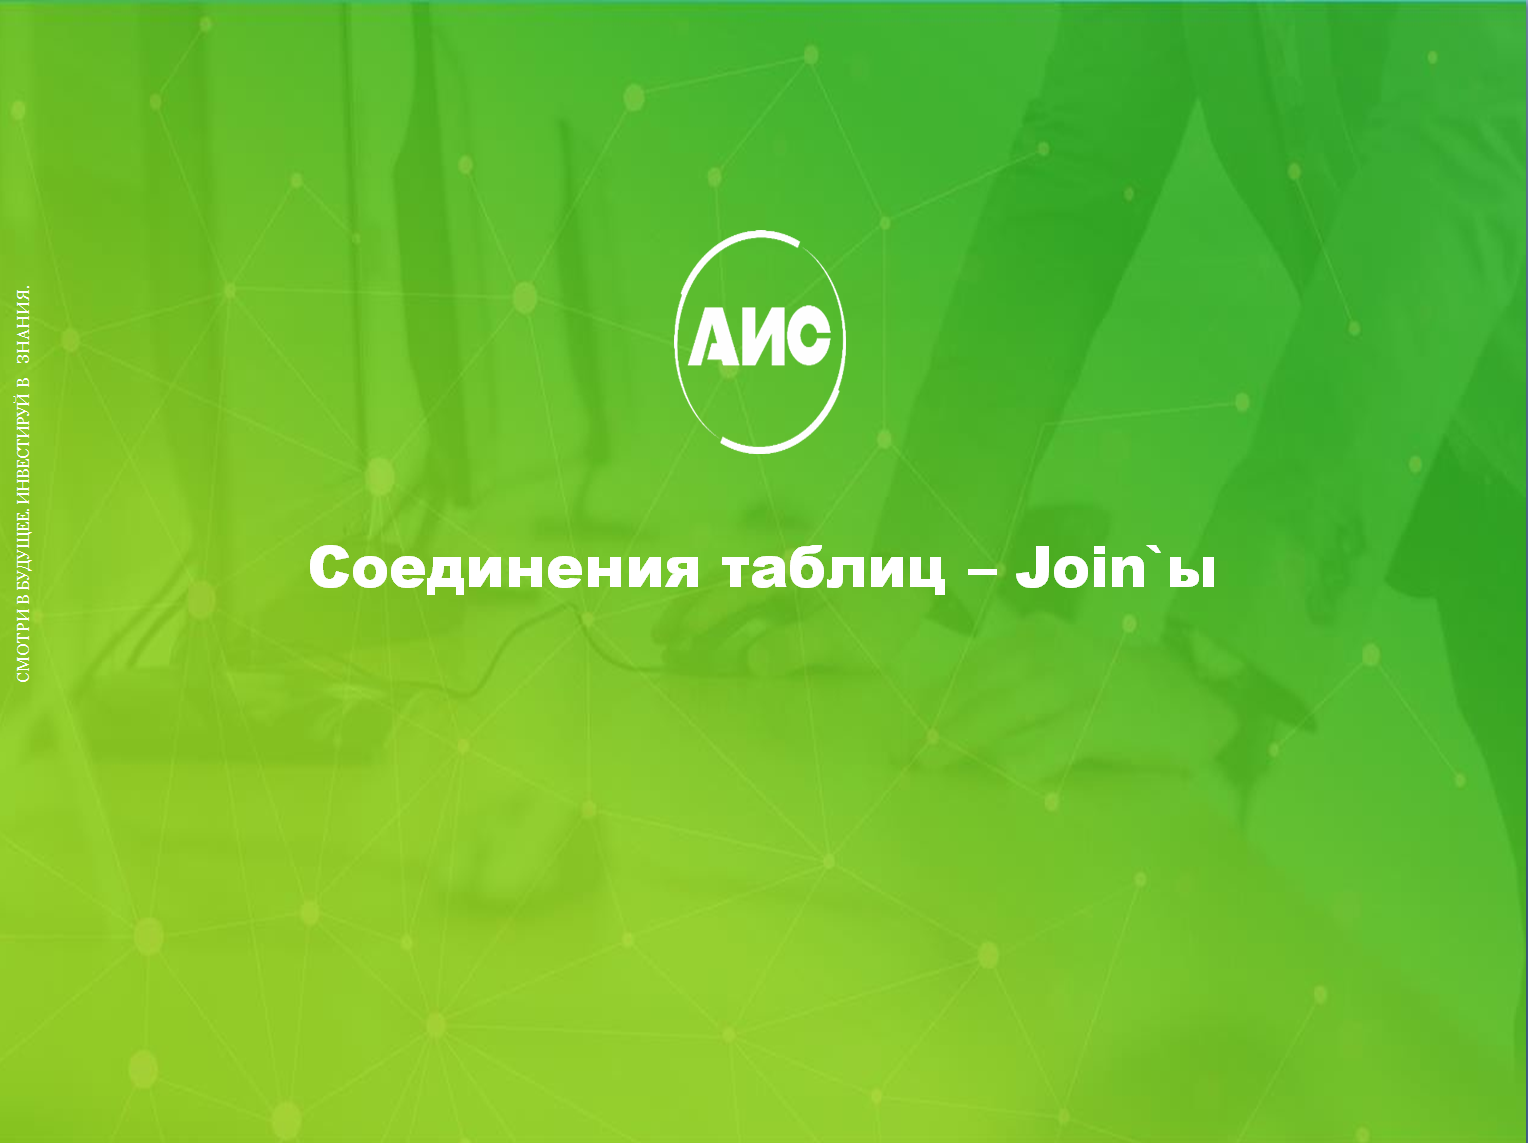 СМОТРИ В БУДУЩЕЕ. ИНВЕСТИРУЙ В ЗНАНИЯ.
АИС
Соединения таблиц – Join`ы